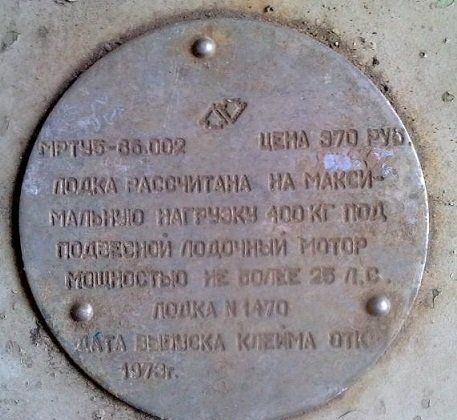 МРТУ5-86.002 ЦЕНА 970 РУБ.
ЛОДКА РАССЧИТАНА НА МАКСИ-
МАЛЬНУЮ НАГРУЗКУ 400 КГ ПОД
ПОДВЕСНОЙ ЛОДОЧНЫЙ МОТОР
МОЩНОСТЬЮ НЕ БОЛЕЕ 25 Л.С.
ЛОДКА N 1470
ДАТА ВЫПУСКА КЛЕЙМА ОТК
1973г.